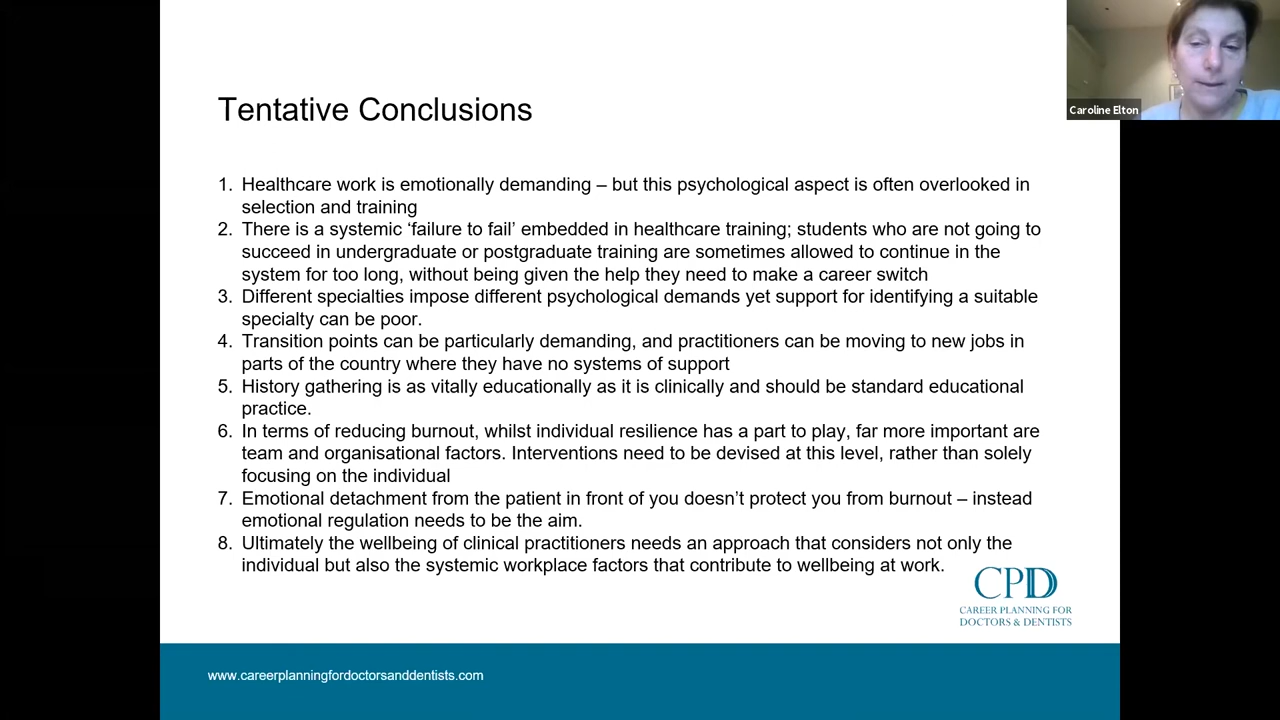 Caroline Elton
Tentative Conclusions
1. Healthcare work is emotionally demanding – but this psychological aspect is often overlooked in
selection and training
2. There is a systemic ‘failure to fail’ embedded in healthcare training; students who are not going to
succeed in undergraduate or postgraduate training are sometimes allowed to continue in the
system for too long, without being given the help they need to make a career switch
3. Different specialties impose different psychological demands yet support for identifying a suitable
specialty can be poor.
4. Transition points can be particularly demanding, and practitioners can be moving to new jobs in
parts of the country where they have no systems of support
5. History gathering is as vitally educationally as it is clinically and should be standard educational
practice.
6. In terms of reducing burnout, whilst individual resilience has a part to play, far more important are
team and organisational factors. Interventions need to be devised at this level, rather than solely
focusing on the individual
7. Emotional detachment from the patient in front of you doesn’t protect you from burnout – instead
emotional regulation needs to be the aim.
8. Ultimately the wellbeing of clinical practitioners needs an approach that considers not only the
individual but also the systemic workplace factors that contribute to wellbeing at work.
CPDD
CAREER PLANNING FOR
DOCTORS & DENTISTS
www.careerplanningfordoctorsanddentists.com